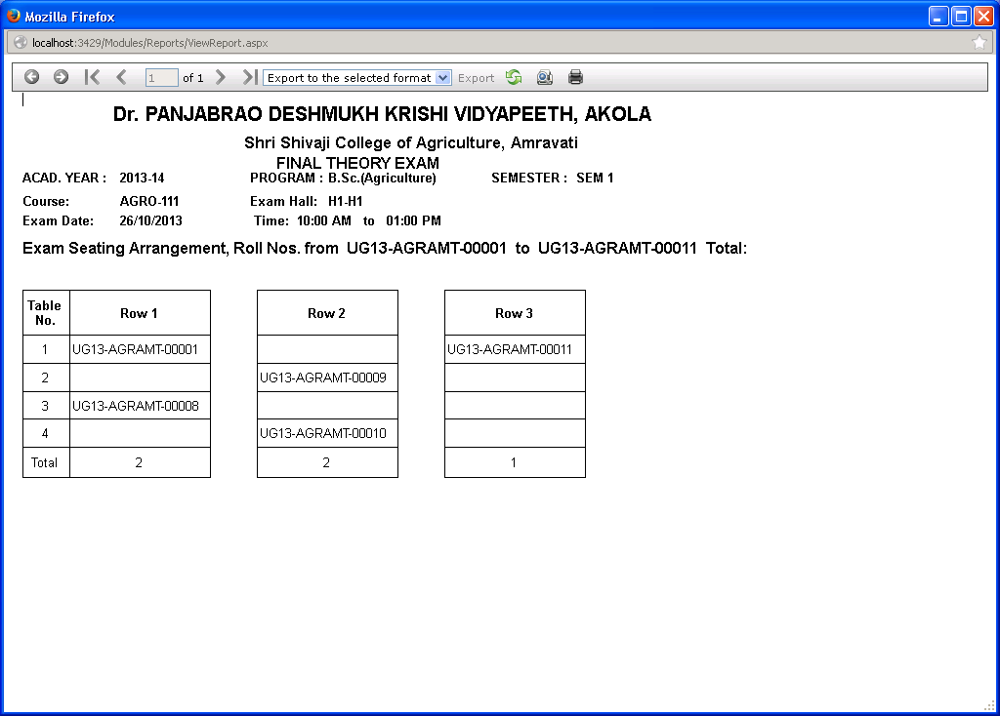 Mozilla Firefox
localhost:3429/Modules/Reports/ViewReport.aspx
1 of 1 Export to the selected format Export
Dr. PANJABRAO DESHMUKH KRISHI VIDYAPEETH, AKOLA
Shri Shivaji College of Agriculture, Amravati
FINAL THEORY EXAM
ACAD. YEAR : 2013-14 PROGRAM : B.Sc.(Agriculture) SEMESTER : SEM 1
Course: AGRO-111 Exam Hall: H1-H1
Exam Date: 26/10/2013 Time: 10:00 AM to 01:00 PM
Exam Seating Arrangement, Roll Nos. from UG13-AGRAMT-00001 to UG13-AGRAMT-00011 Total:
Table
No. Row 1 Row 2 Row 3
1 UG13-AGRAMT-00001 UG13-AGRAMT-00011
2 UG13-AGRAMT-00009
3 UG13-AGRAMT-00008
4 UG13-AGRAMT-00010
Total 2 2 1